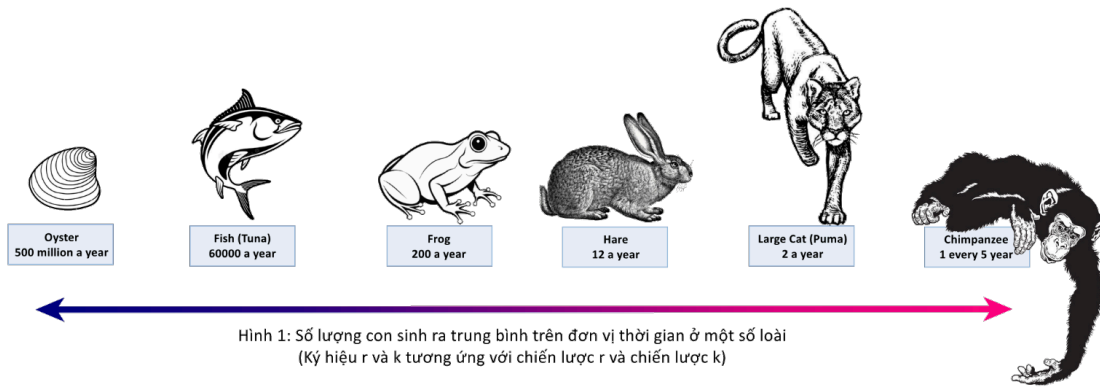 Oyster
500 million a year
Fish (Tuna)
60000 a year
Frog
200 a year
Hare
12 a year
Large Cat (Puma)
2 a year
Chimpanzee
1 every 5 year
Hình 1: Số lượng con sinh ra trung bình trên đơn vị thời gian ở một số loài
(Ký hiệu r và k tương ứng với chiến lược r và chiến lược k)